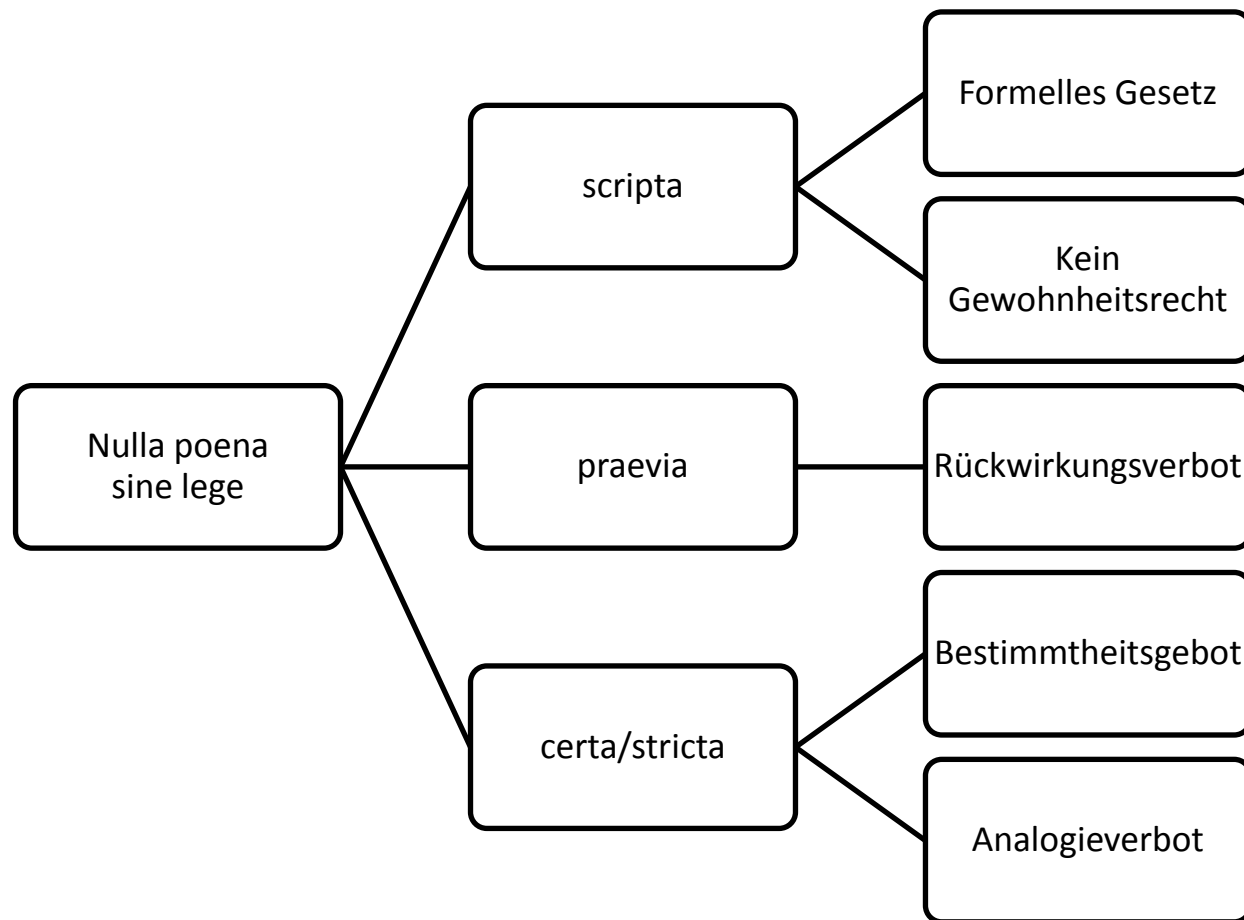 Nulla poena
sine lege
scripta
Formelles Gesetz
Kein
Gewohnheitsrecht
praevia
Rückwirkungsverbot
certa/stricta
Bestimmtheitsgebot
Analogieverbot